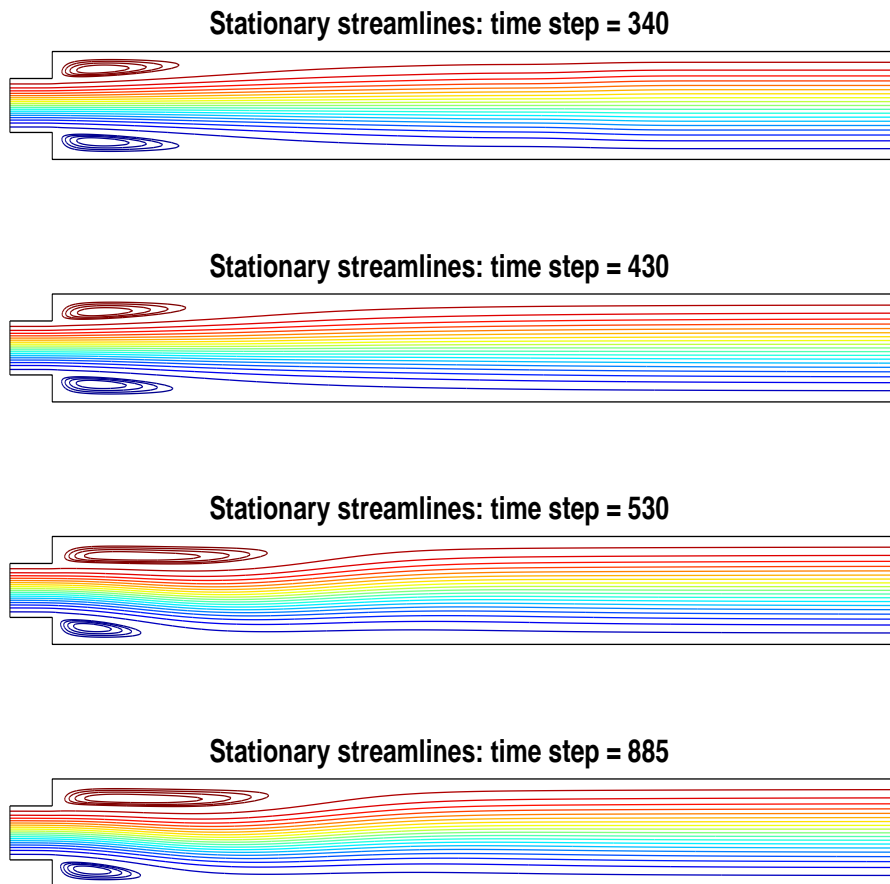 Stationary streamlines: time step = 340
Stationary streamlines: time step = 430
Stationary streamlines: time step = 530
Stationary streamlines: time step = 885